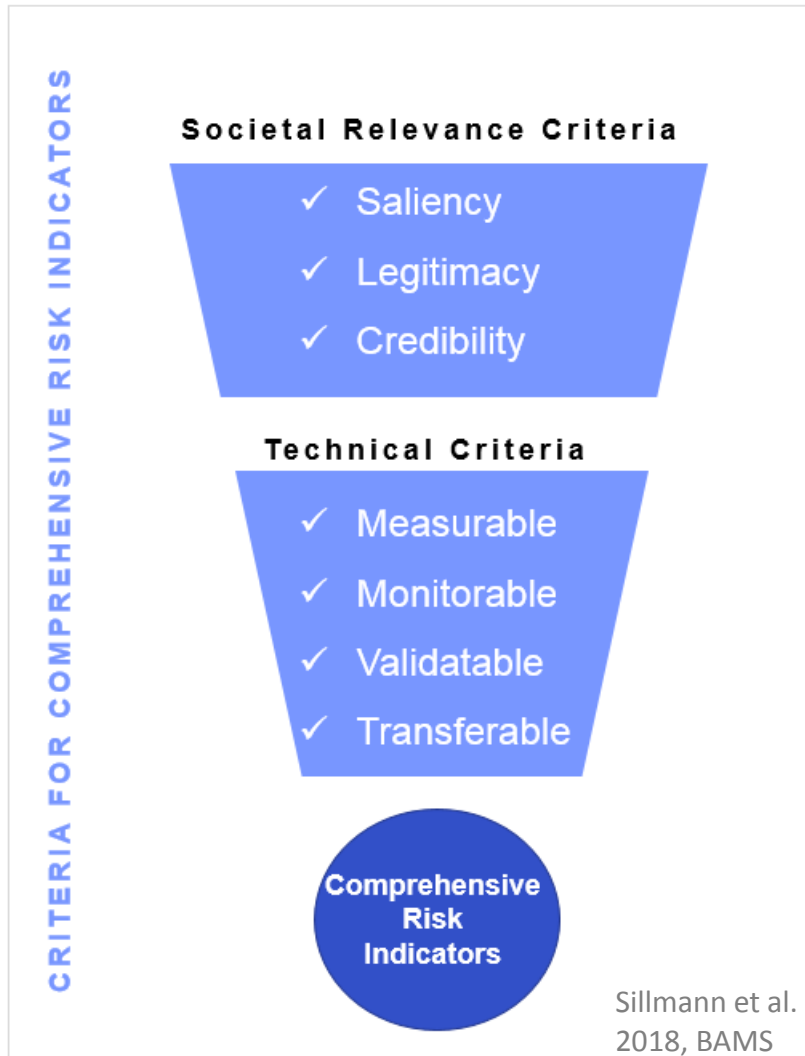 CRITERIA FOR COMPREHENSIVE RISK INDICATORS
Societal Relevance Criteria
✓ Saliency
✓ Legitimacy
✓ Credibility
Technical Criteria
✓ Measurable
✓ Monitorable
✓ Validatable
✓ Transferable
Comprehensive
Risk
Indicators
Sillmann et al.
2018, BAMS